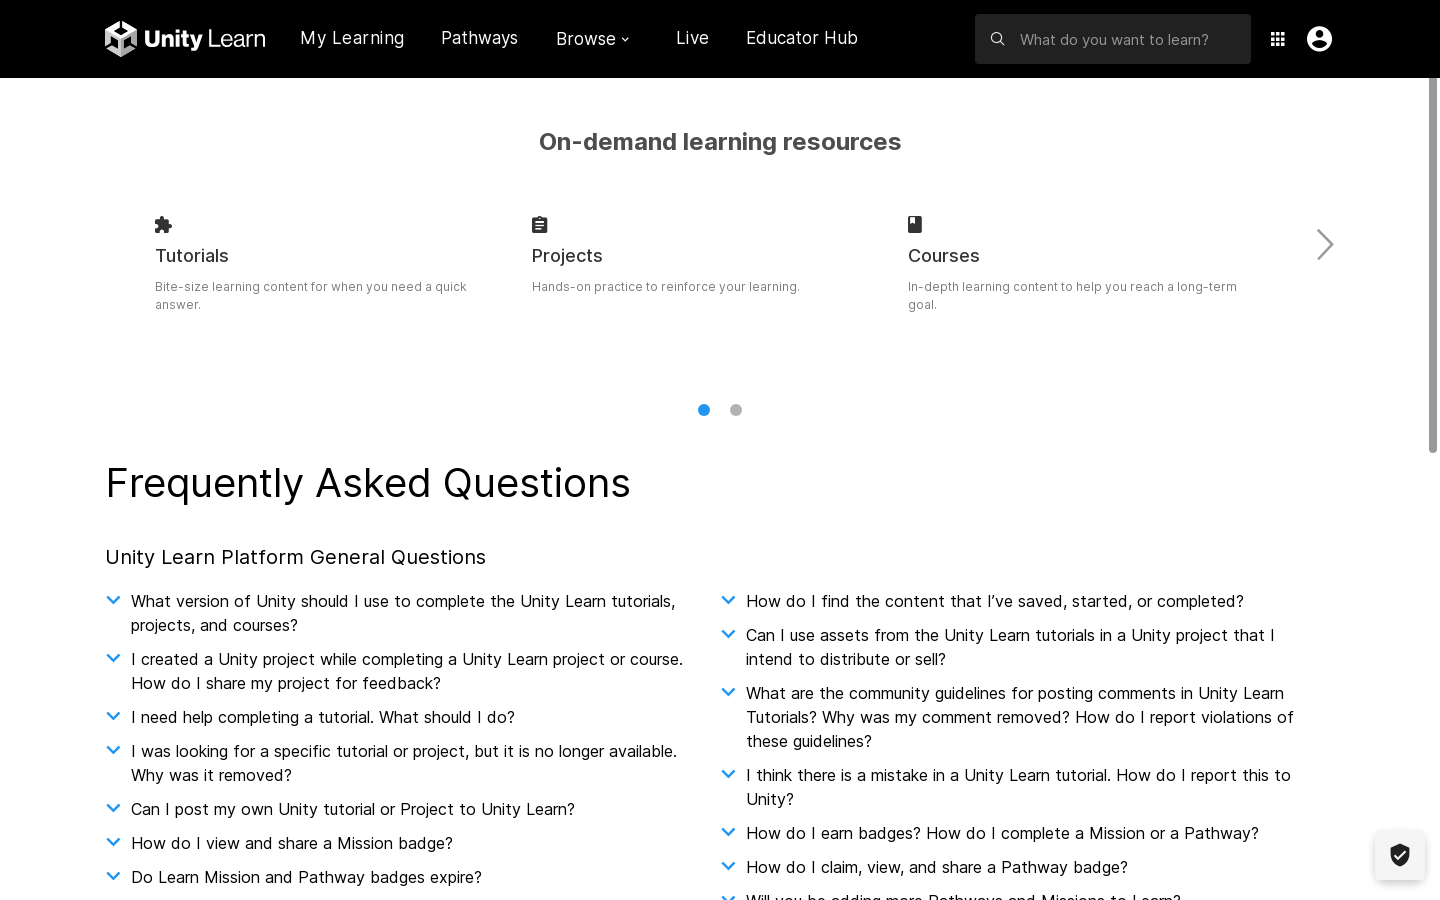 Unity Learn
My Learning
Pathways
Browse
Live
Educator Hub
What do you want to learn?
On-demand learning resources
Tutorials
Bite-size learning content for when you need a quick
answer.
Projects
Hands-on practice to reinforce your learning.
Courses
In-depth learning content to help you reach a long-term
goal.
Frequently Asked Questions
Unity Learn Platform General Questions
What version of Unity should I use to complete the Unity Learn tutorials,
projects, and courses?
I created a Unity project while completing a Unity Learn project or course.
How do I share my project for feedback?
I need help completing a tutorial. What should I do?
I was looking for a specific tutorial or project, but it is no longer available.
Why was it removed?
Can I post my own Unity tutorial or Project to Unity Learn?
How do I view and share a Mission badge?
Do Learn Mission and Pathway badges expire?
How do I find the content that I’ve saved, started, or completed?
Can I use assets from the Unity Learn tutorials in a Unity project that I
intend to distribute or sell?
What are the community guidelines for posting comments in Unity Learn
Tutorials? Why was my comment removed? How do I report violations of
these guidelines?
I think there is a mistake in a Unity Learn tutorial. How do I report this to
Unity?
How do I earn badges? How do I complete a Mission or a Pathway?
How do I claim, view, and share a Pathway badge?
Will you be adding more Pathways and Missions to Learn?